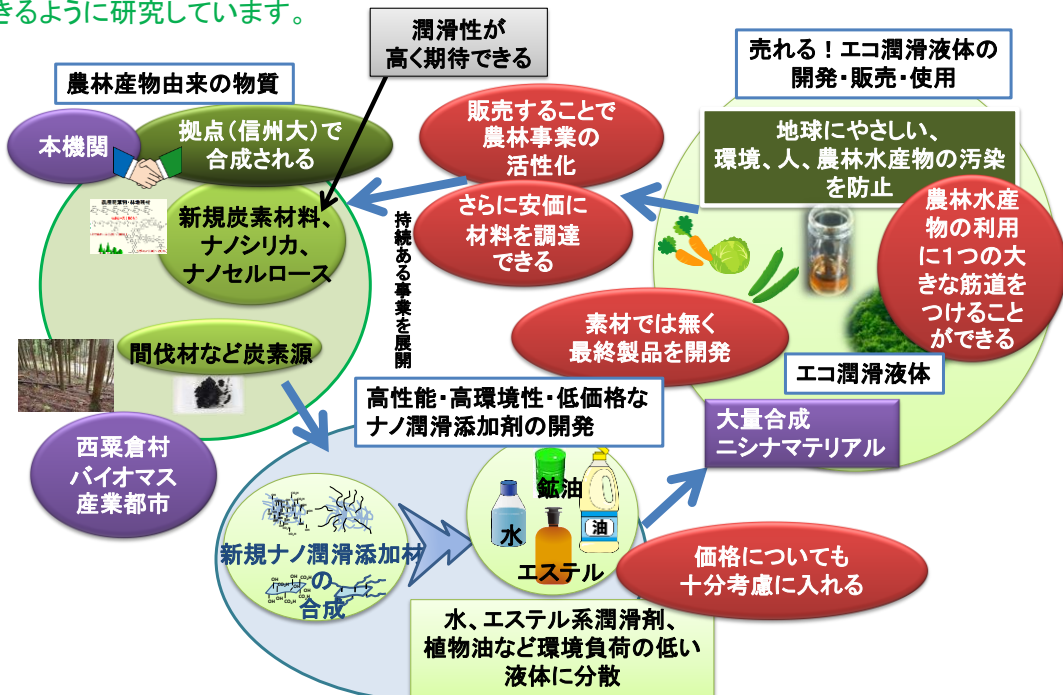 きるように研究しています。
潤滑性が
高く期待できる
農林産物由来の物質
本機関
拠点(信州大)で
合成される
新規炭素材料、
ナノシリカ、
ナノセルロース
間伐材など炭素源
西粟倉村
バイオマス
産業都市
販売することで
農林事業の
活性化
さらに安価に
材料を調達
できる
持続ある事業を展開
売れる!エコ潤滑液体の
開発・販売・使用
地球にやさしい、
環境、人、農林水産物の汚染
を防止
農林水産
物の利用
に1つの大
きな筋道を
つけること
ができる
素材では無く
最終製品を開発
エコ潤滑液体
大量合成
ニシナマテリアル
高性能・高環境性・低価格な
ナノ潤滑添加剤の開発
新規ナノ潤滑添加材
の
合成
鉱油
水
油
エステル
価格についても
十分考慮に入れる
水、エステル系潤滑剤、
植物油など環境負荷の低い
液体に分散